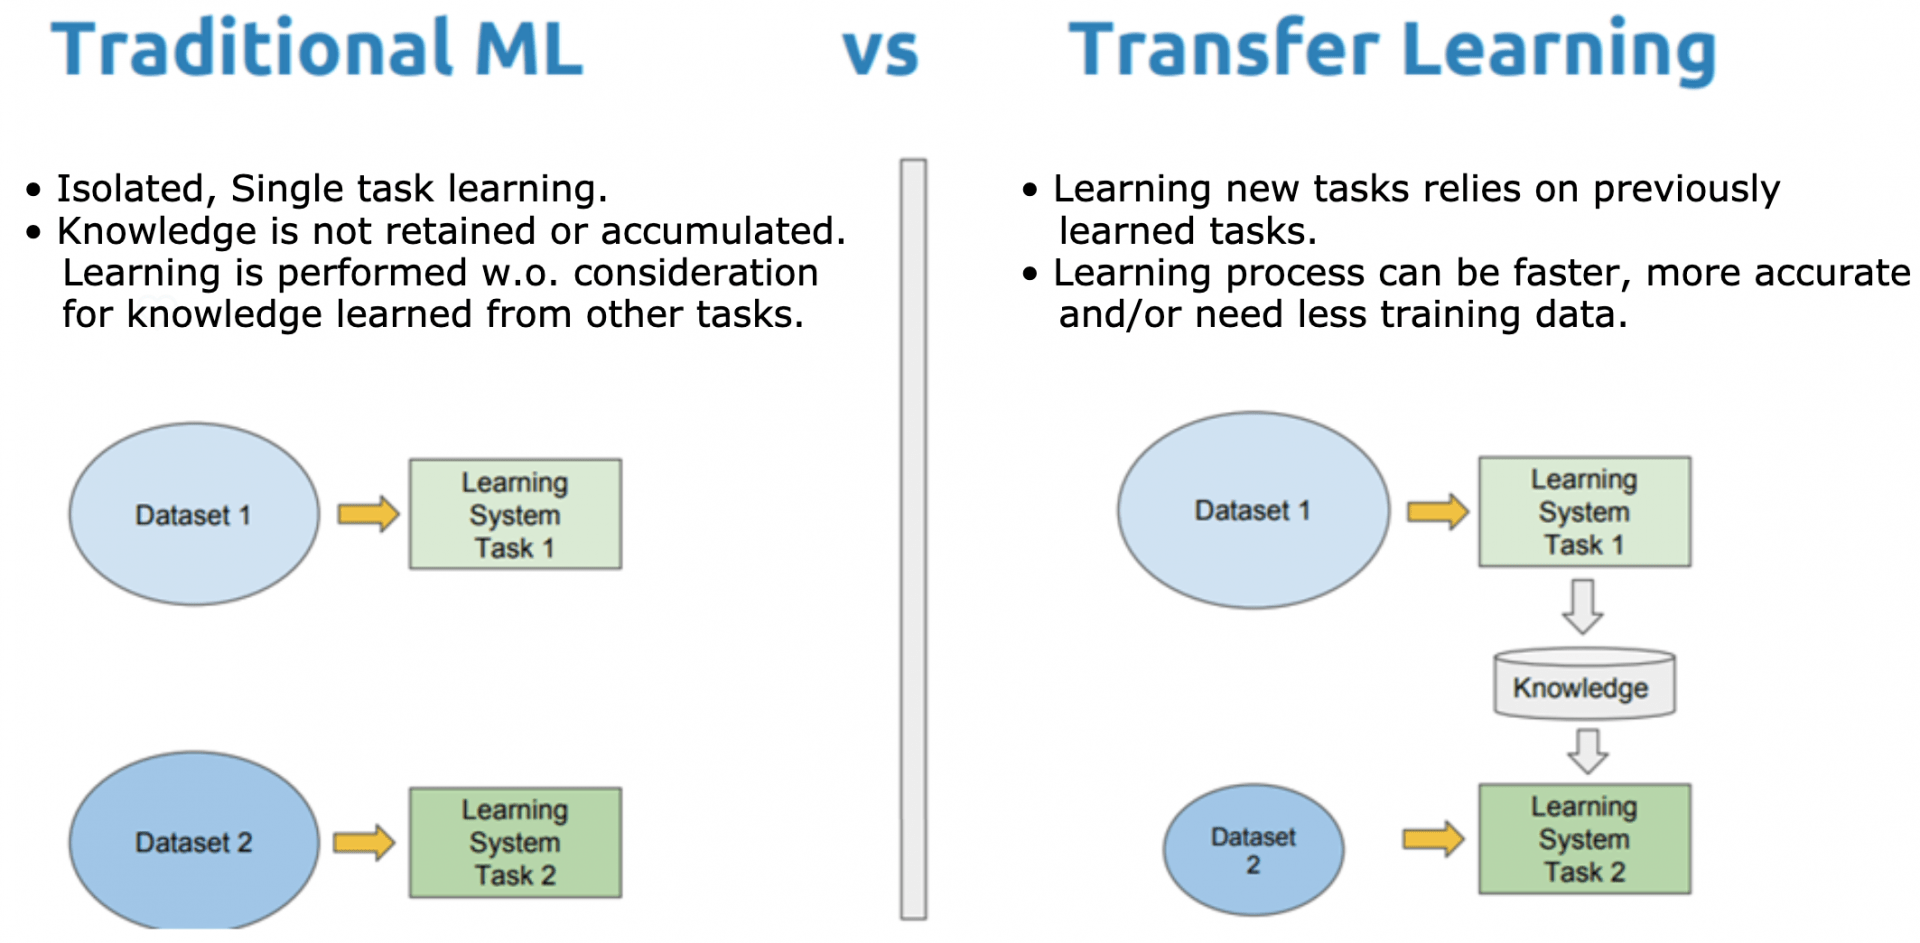 Traditional ML vs Transfer Learning
• Isolated, Single task learning.
• Knowledge is not retained or accumulated.
Learning is performed w.o. consideration
for knowledge learned from other tasks.
• Learning new tasks relies on previously
learned tasks.
• Learning process can be faster, more accurate
and/or need less training data.
Dataset 1
Learning
System
Task 1
Dataset 2
Learning
System
Task 2
Dataset 1
Learning
System
Task 1
Knowledge
Dataset
2
Learning
System
Task 2